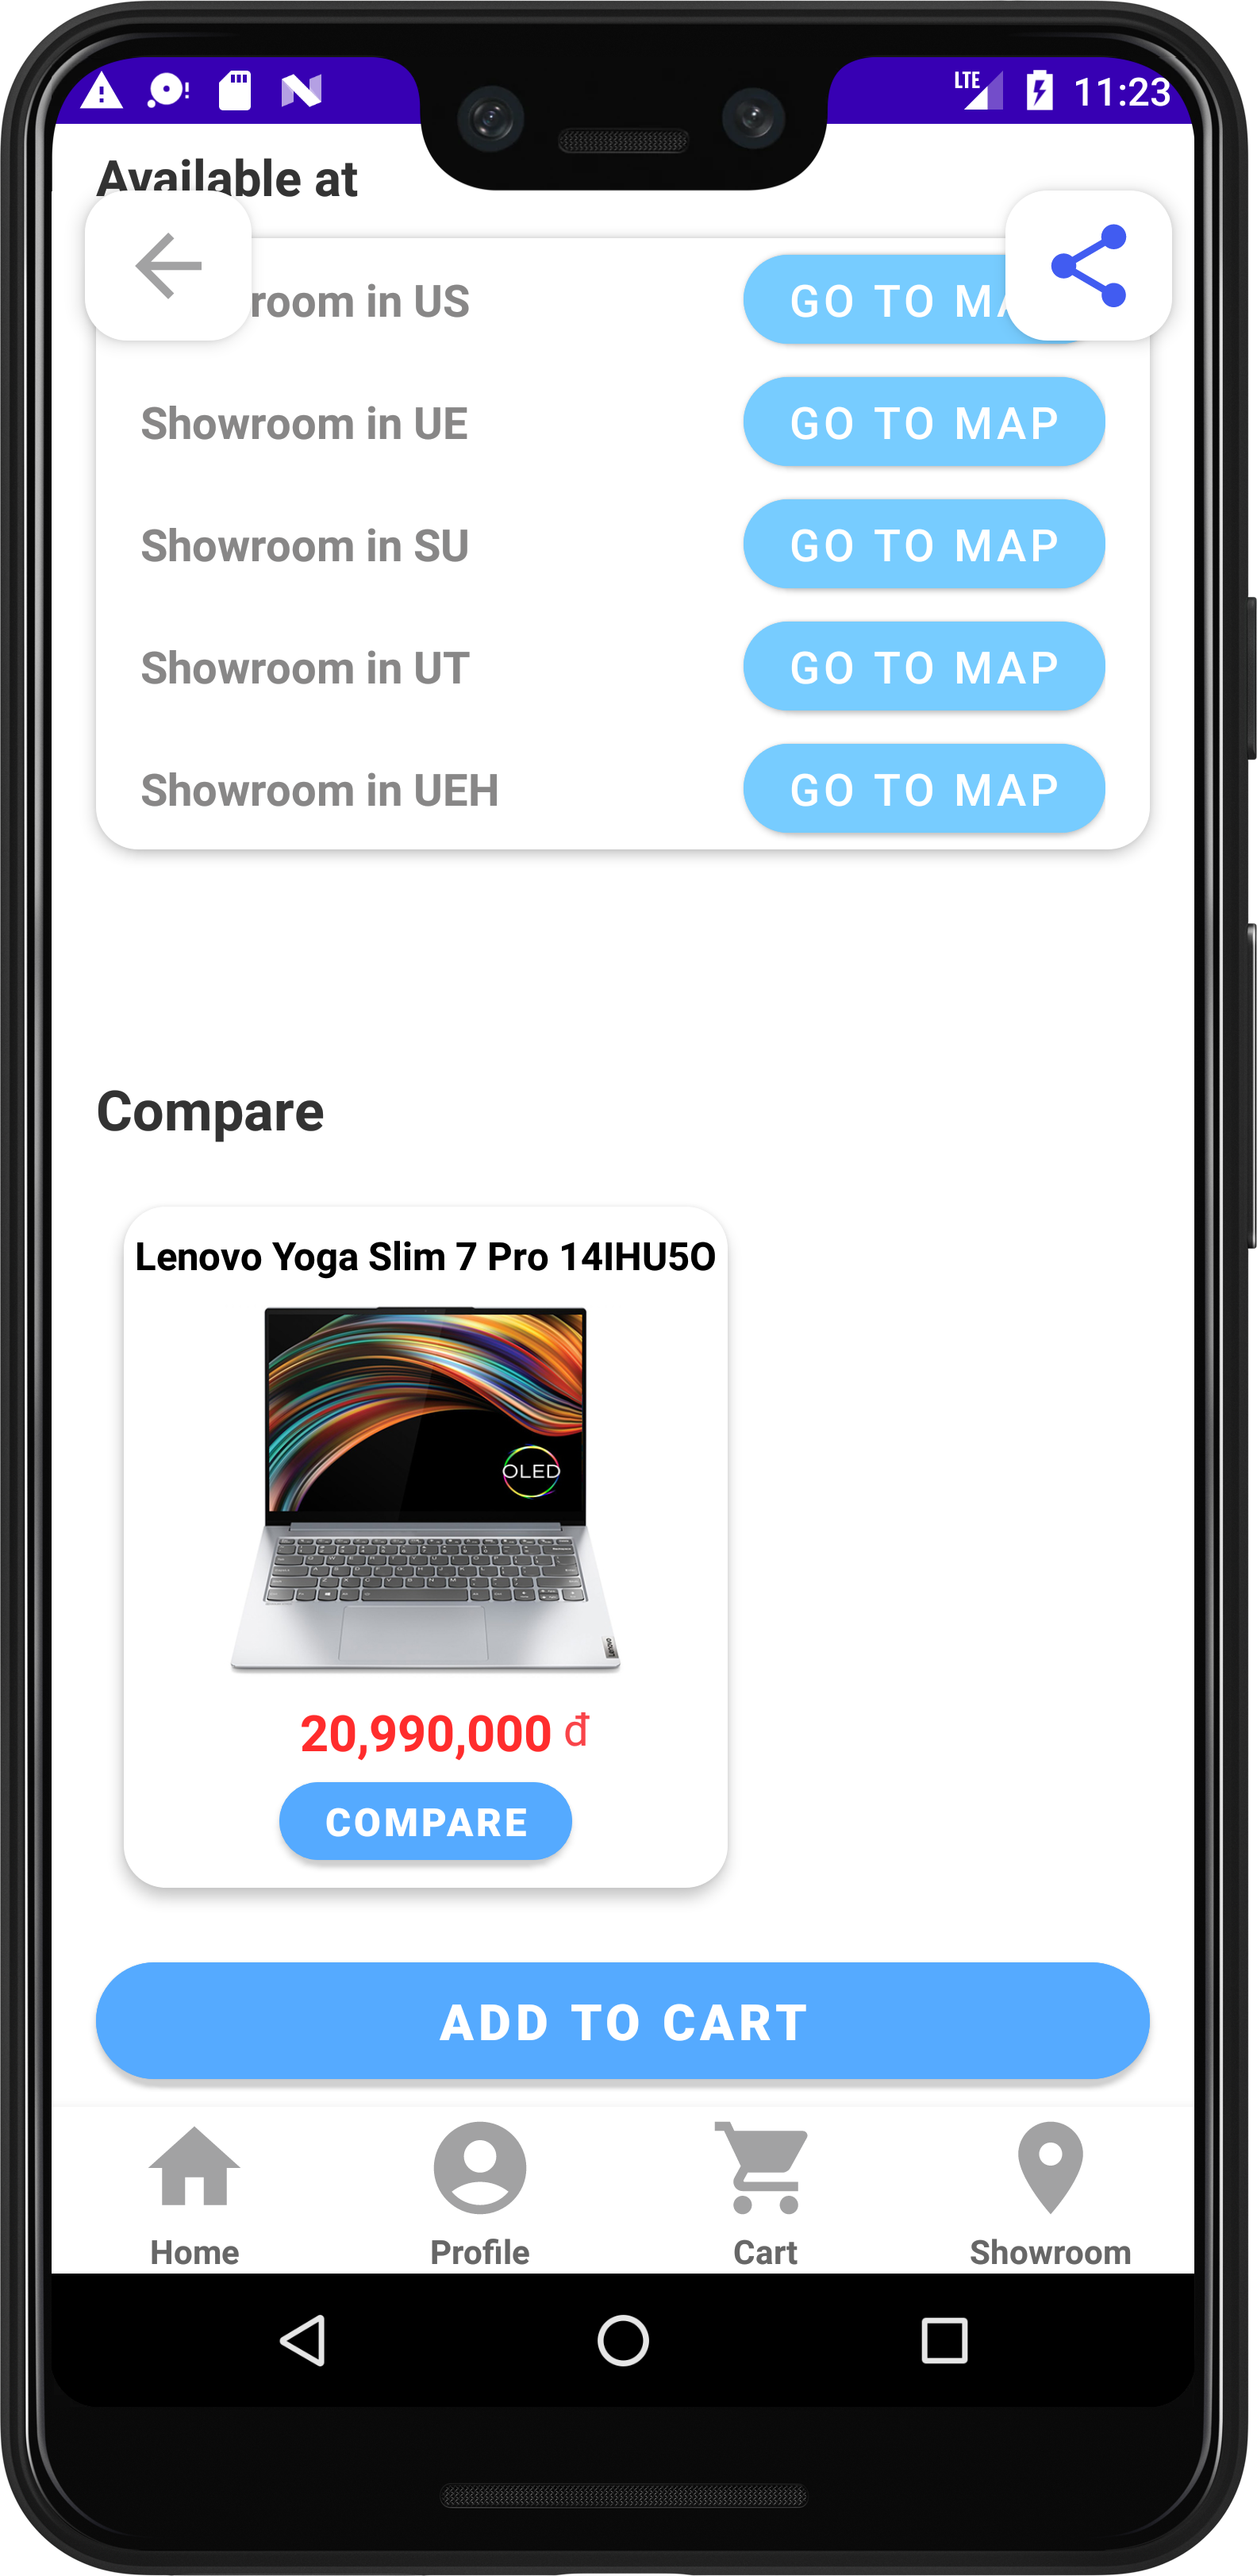 LTE 11:23
Available at
room in US GO TO MA
Showroom in UE GO TO MAP
Showroom in SU GO TO MAP
Showroom in UT GO TO MAP
Showroom in UEH GO TO MAP
Compare
Lenovo Yoga Slim 7 Pro 14IHU5O
OLED
Lenovo
20,990,000 đ
COMPARE
ADD TO CART
Home Profile Cart Showroom